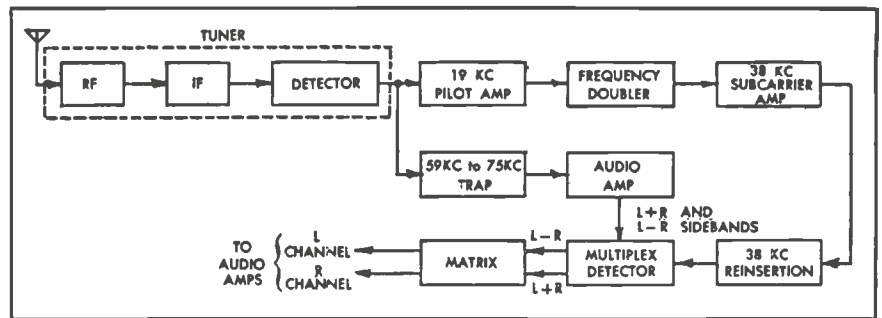 TUNER
RF
IF
DETECTOR
19 KC
PILOT AMP
FREQUENCY
DOUBLER
38 KC
SUBCARRIER
AMP
59KC to 75KC
TRAP
AUDIO
AMP
L+R AND
L-R SIDEBANDS
TO
AUDIO
AMPS
L
CHANNEL
R
CHANNEL
MATRIX
L-R
L+R
MULTIPLEX
DETECTOR
38 KC
REINSERTION